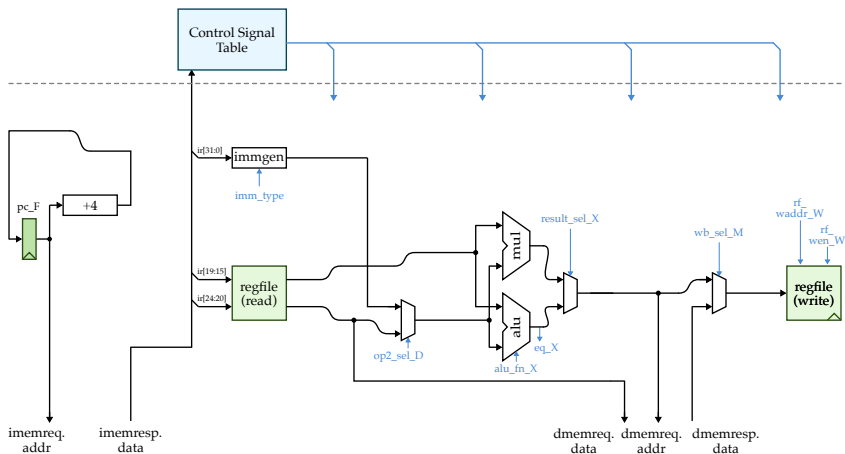 Control Signal
Table
ir[31:0]
immgen
imm_type
pc_F
+4
ir[19:15]
ir[24:20]
regfile
(read)
op2_sel_D
mul
alu
alu_fn_X
eq_X
result_sel_X
wb_sel_M
rf_
waddr_W
rf_
wen_W
regfile
(write)
imemreq.
addr
imemresp.
data
dmemreq.
data
dmemreq.
addr
dmemresp.
data